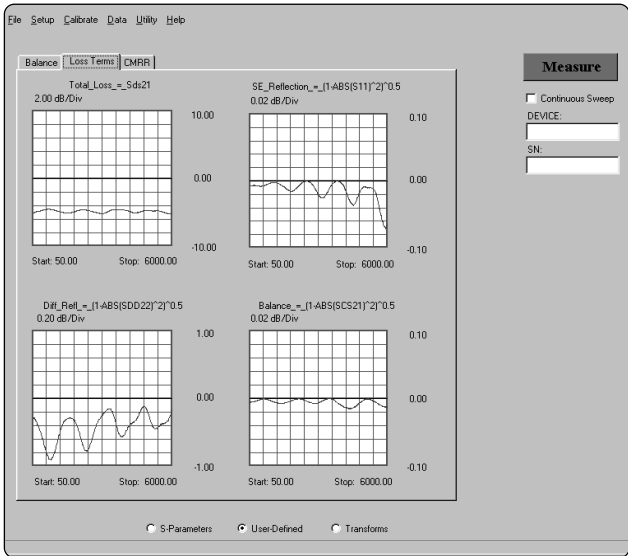 File Setup Calibrate Data Utility Help
Balance Loss Terms CMRR
Measure
Continuous Sweep
DEVICE:
SN:
Total_Loss_=_Sds21
2.00 dB/Div
10.00
0.00
-10.00
Start: 50.00 Stop: 6000.00
SE_Reflection_=_(1-ABS(S11)^2)^0.5
0.02 dB/Div
0.10
0.00
-0.10
Start: 50.00 Stop: 6000.00
Diff_Refl_=_(1-ABS(SDD22)^2)^0.5
0.20 dB/Div
1.00
0.00
-1.00
Start: 50.00 Stop: 6000.00
Balance_=_(1-ABS(SCS21)^2)^0.5
0.02 dB/Div
0.10
0.00
-0.10
Start: 50.00 Stop: 6000.00
S-Parameters User-Defined Transforms